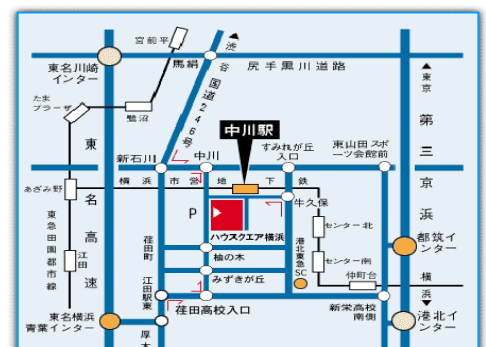 宮前平
渋谷
東名川崎
インター
馬絹
尻手黒川道路
国道246号
東京
たま
プラーザ
鷺沼
中川駅
第三京浜
東名高速
新石川
中川
すみれが丘
入口
東山田スポ
ーツ会館前
あざみ野
横浜市営地下鉄
牛久保
P
ハウスクエア横浜
センター北
東急田園都市線
江田
荏田町
柚の木
港北東急SC
センター南
都筑イ
ンター
みずきが丘
仲町台
横浜
江田駅東
荏田高校入口
新栄高校
南側
東名横浜
青葉インター
厚木
港北イ
ンター